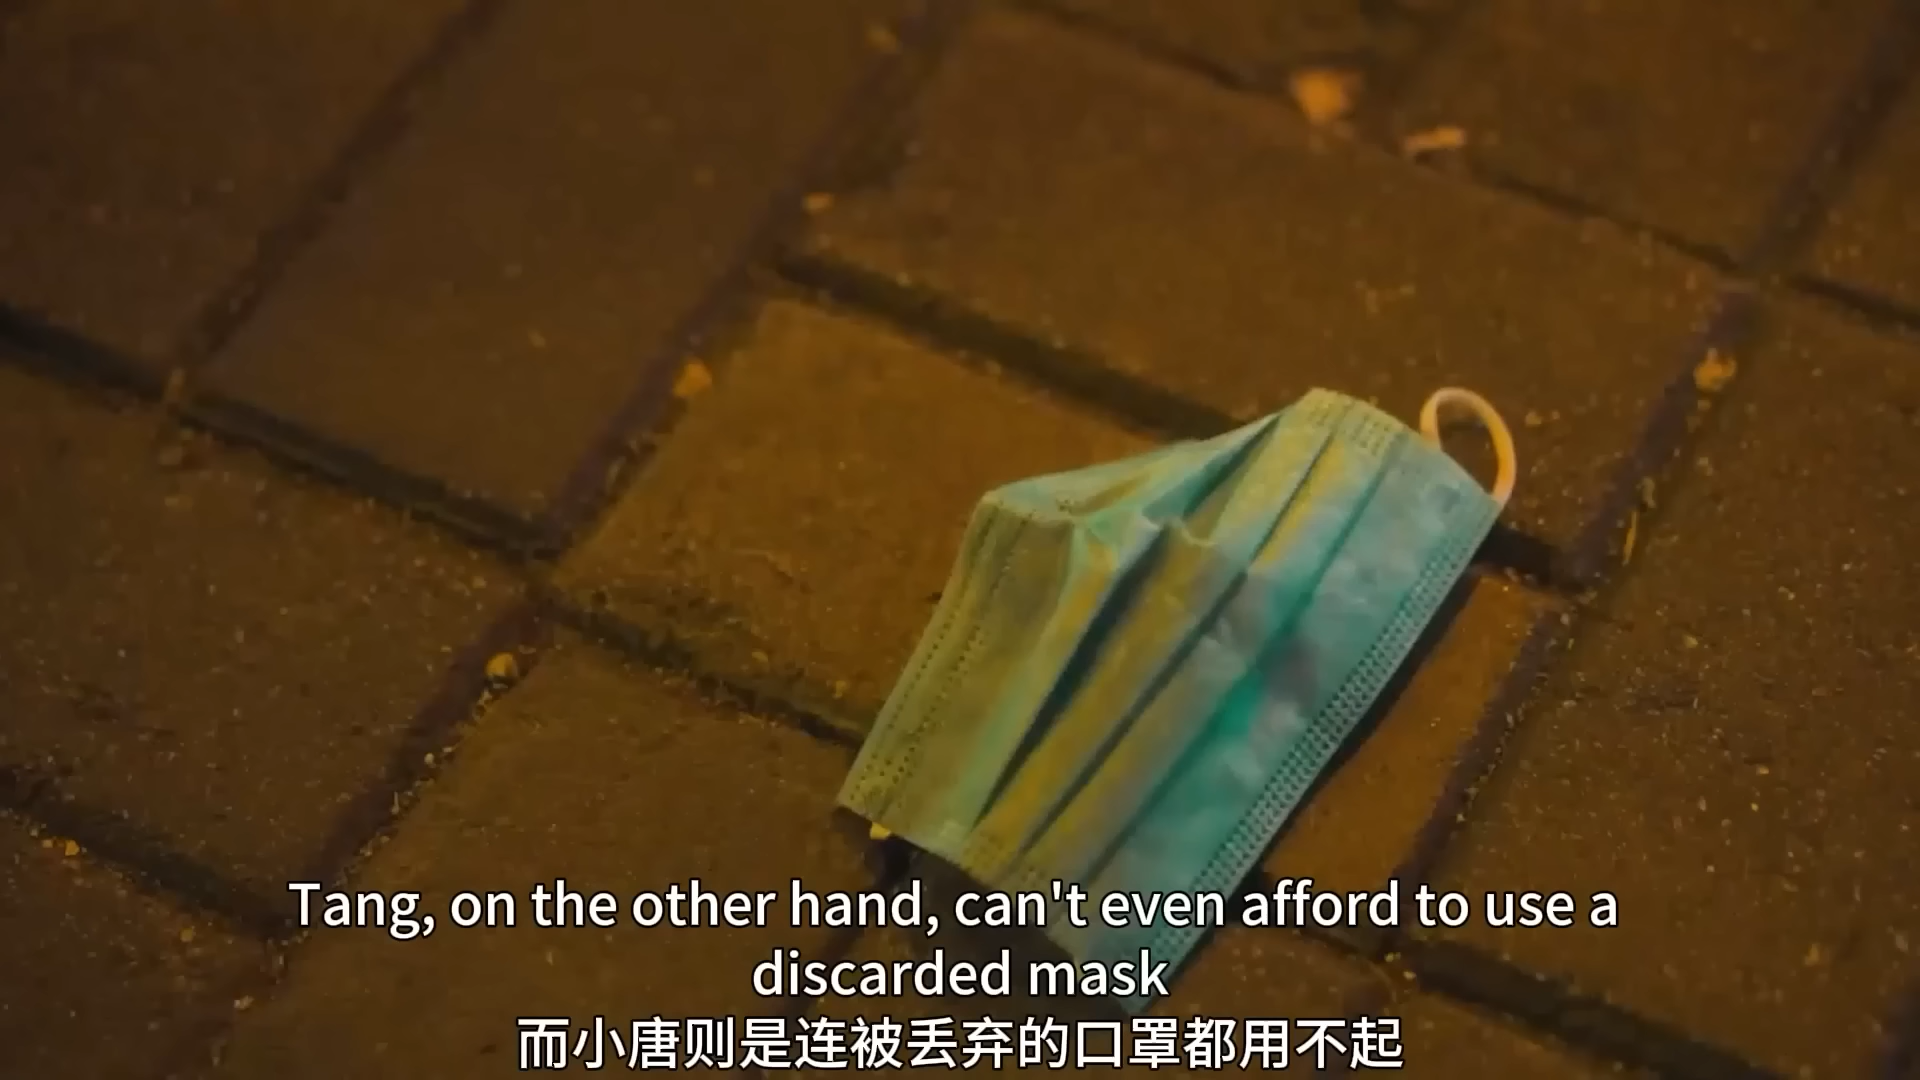 Tang, on the other hand, can't even afford to use a
discarded mask
而小唐则是连被丢弃的口罩都用不起